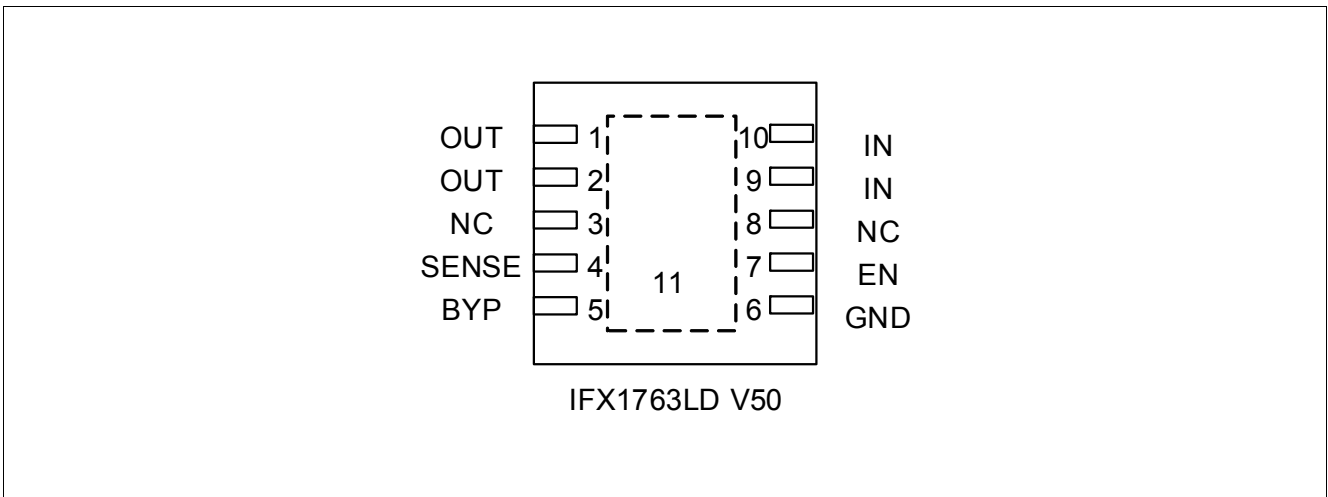 OUT 1 10 IN
OUT 2 9 IN
NC 3 8 NC
SENSE 4 7 EN
11
BYP 5 6 GND
IFX1763LD V50